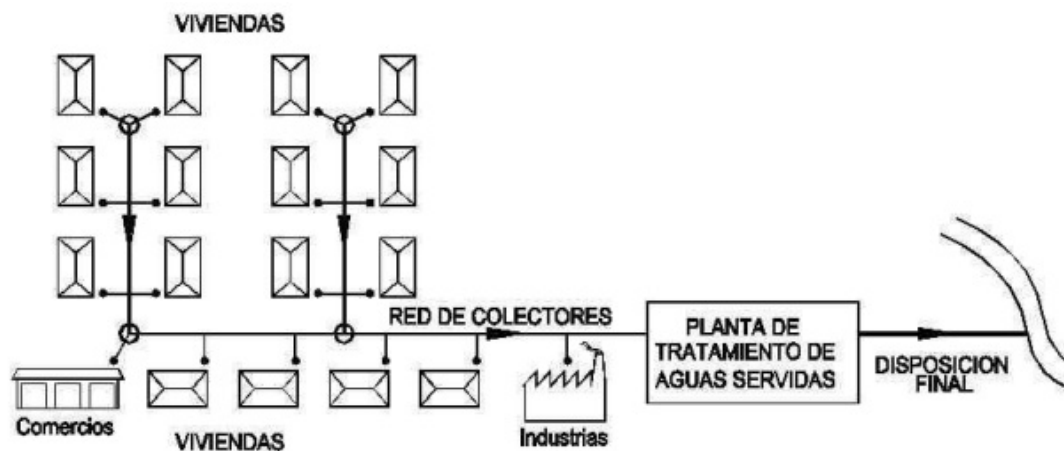 VIVIENDAS
RED DE COLECTORES
PLANTA DE
TRATAMIENTO DE
AGUAS SERVIDAS
DISPOSICION
FINAL
Comercios
VIVIENDAS
Industrias